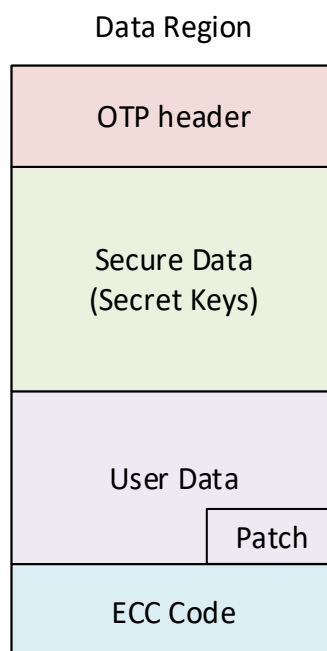 Data Region
OTP header
Secure Data
(Secret Keys)
User Data
Patch
ECC Code